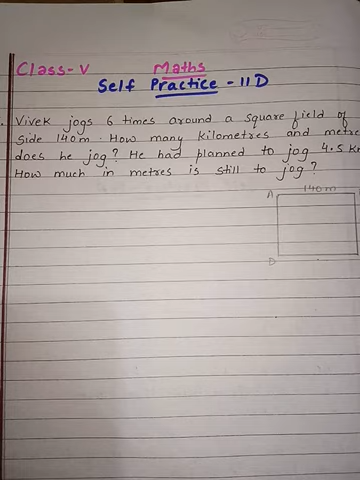 Class-V Maths
Self Practice - 11D
Vivek jogs 6 times around a square field of
Side 140 m. How many kilometres and metre
does he jog? He had planned to jog 4.5 Km
How much in metres is still to jog?
140m
A
D